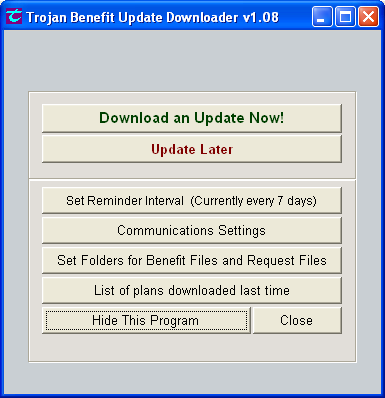 Trojan Benefit Update Downloader v1.08
Download an Update Now!
Update Later
Set Reminder Interval (Currently every 7 days)
Communications Settings
Set Folders for Benefit Files and Request Files
List of plans downloaded last time
Hide This Program
Close